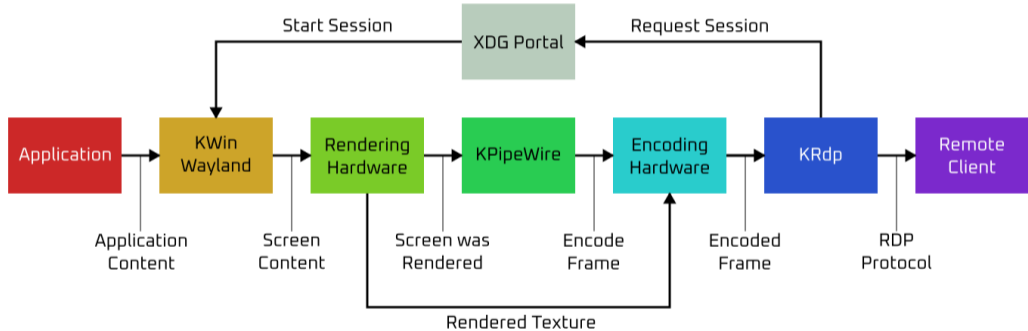 Start Session
Request Session
XDG Portal
Application
KWin
Wayland
Rendering
Hardware
KPipeWire
Encoding
Hardware
KRdp
Remote
Client
Application
Content
Screen
Content
Screen was
Rendered
Encode
Frame
Encoded
Frame
RDP
Protocol
Rendered Texture